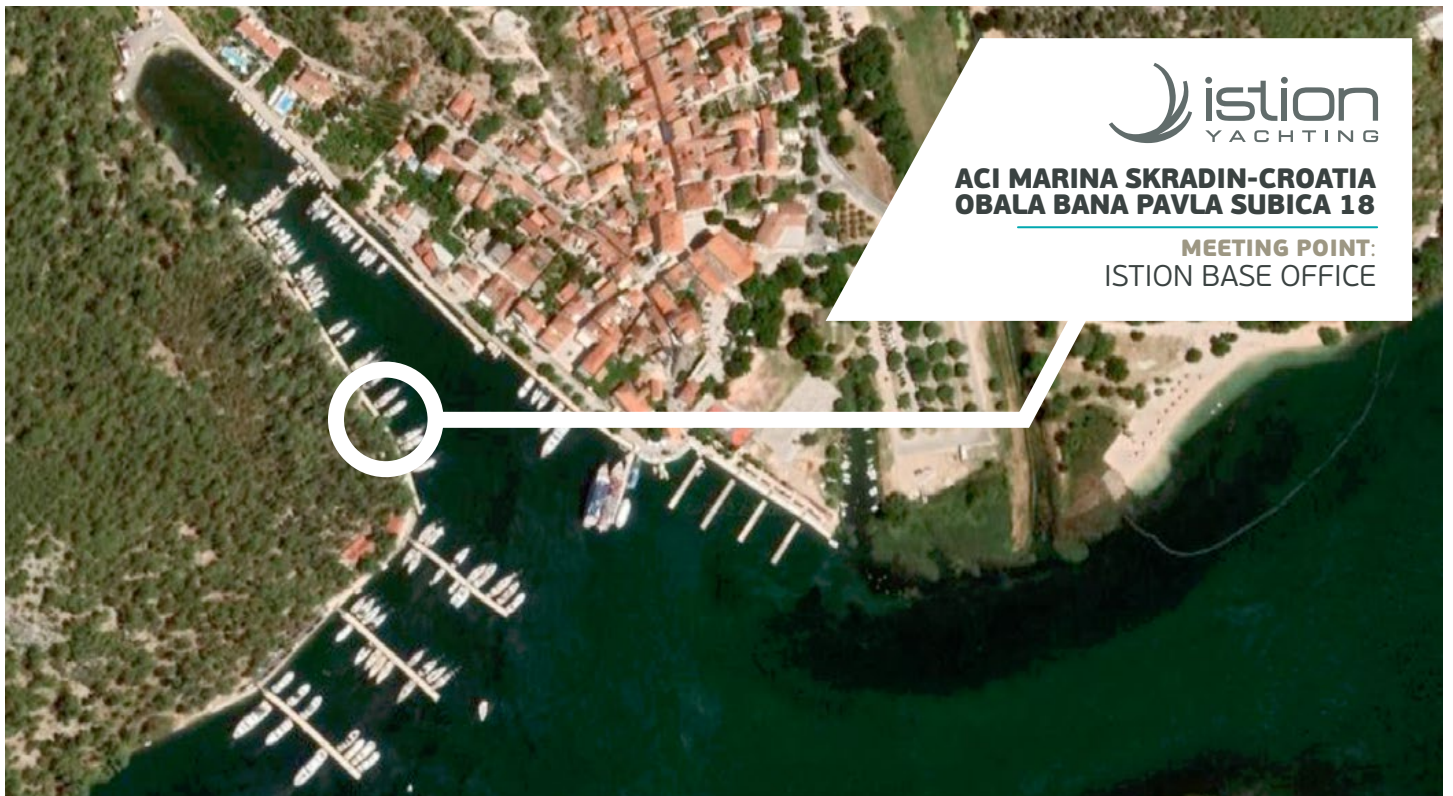 istion
YACHTING
ACI MARINA SKRADIN-CROATIA
OBALA BANA PAVLA SUBICA 18
MEETING POINT:
ISTION BASE OFFICE